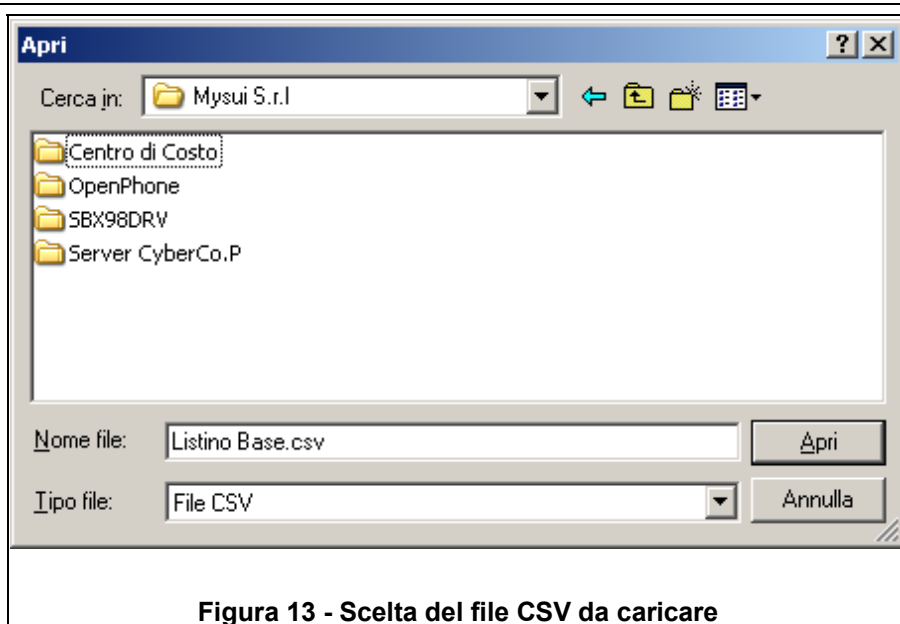 Apri
Cerca in: Mysui S.r.l
Centro di Costo
OpenPhone
SBX98DRV
Server CyberCo.P
Nome file: Listino Base.csv Apri
Tipo file: File CSV Annulla
Figura 13 - Scelta del file CSV da caricare